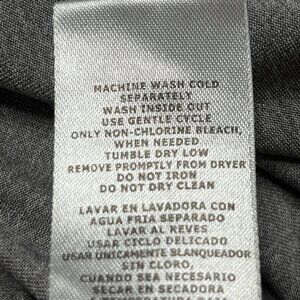 MACHINE WASH COLD
SEPARATELY
WASH INSIDE OUT
USE GENTLE CYCLE
ONLY NON-CHLORINE BLEACH,
WHEN NEEDED
TUMBLE DRY LOW
REMOVE PROMPTLY FROM DRYER
DO NOT IRON
DO NOT DRY CLEAN
LAVAR EN LAVADORA CON
AGUA FRIA SEPARADO
LAVAR AL REVES
USAR CICLO DELICADO
USAR UNICAMENTE BLANQUEADOR
SIN CLORO,
CUANDO SEA NECESARIO
SECAR EN SECADORA